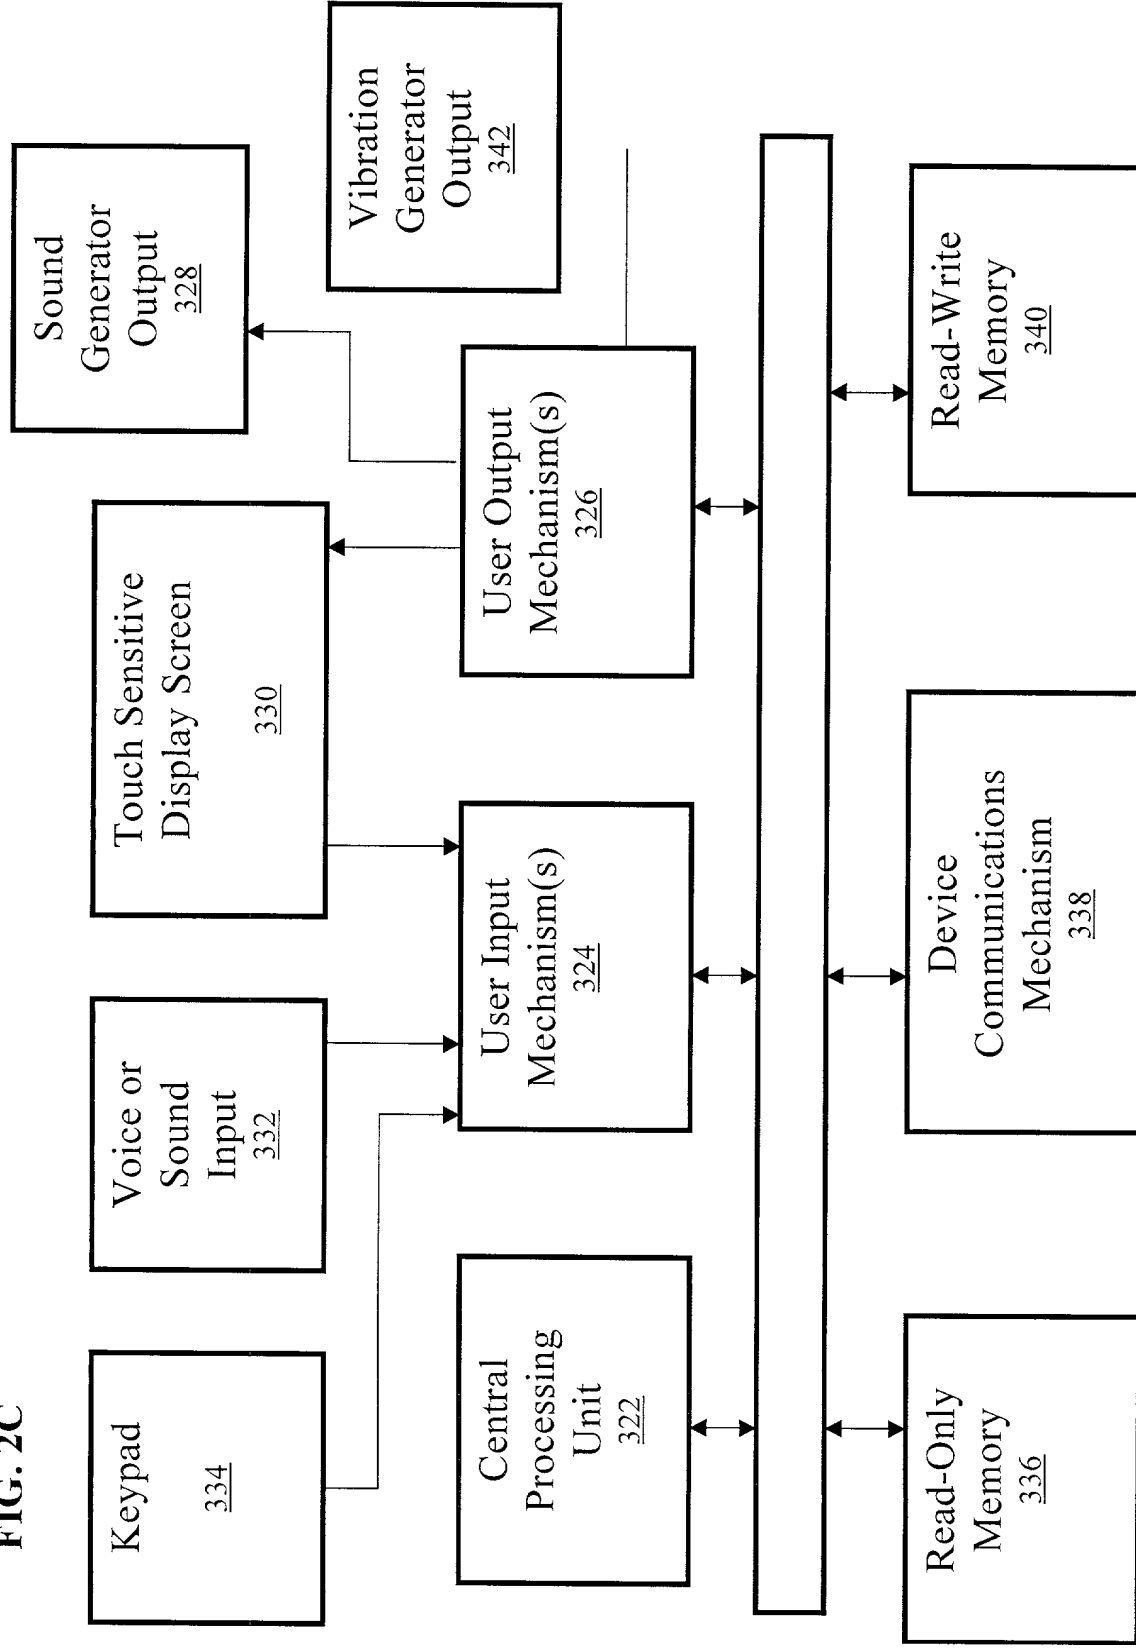 FIG. 2C
Keypad
334
Voice or
Sound
Input
332
Touch Sensitive
Display Screen
330
Sound
Generator
Output
328
Vibration
Generator
Output
342
Central
Processing
Unit
322
User Input
Mechanism(s)
324
User Output
Mechanism(s)
326
Read-Only
Memory
336
Device
Communications
Mechanism
338
Read-Write
Memory
340